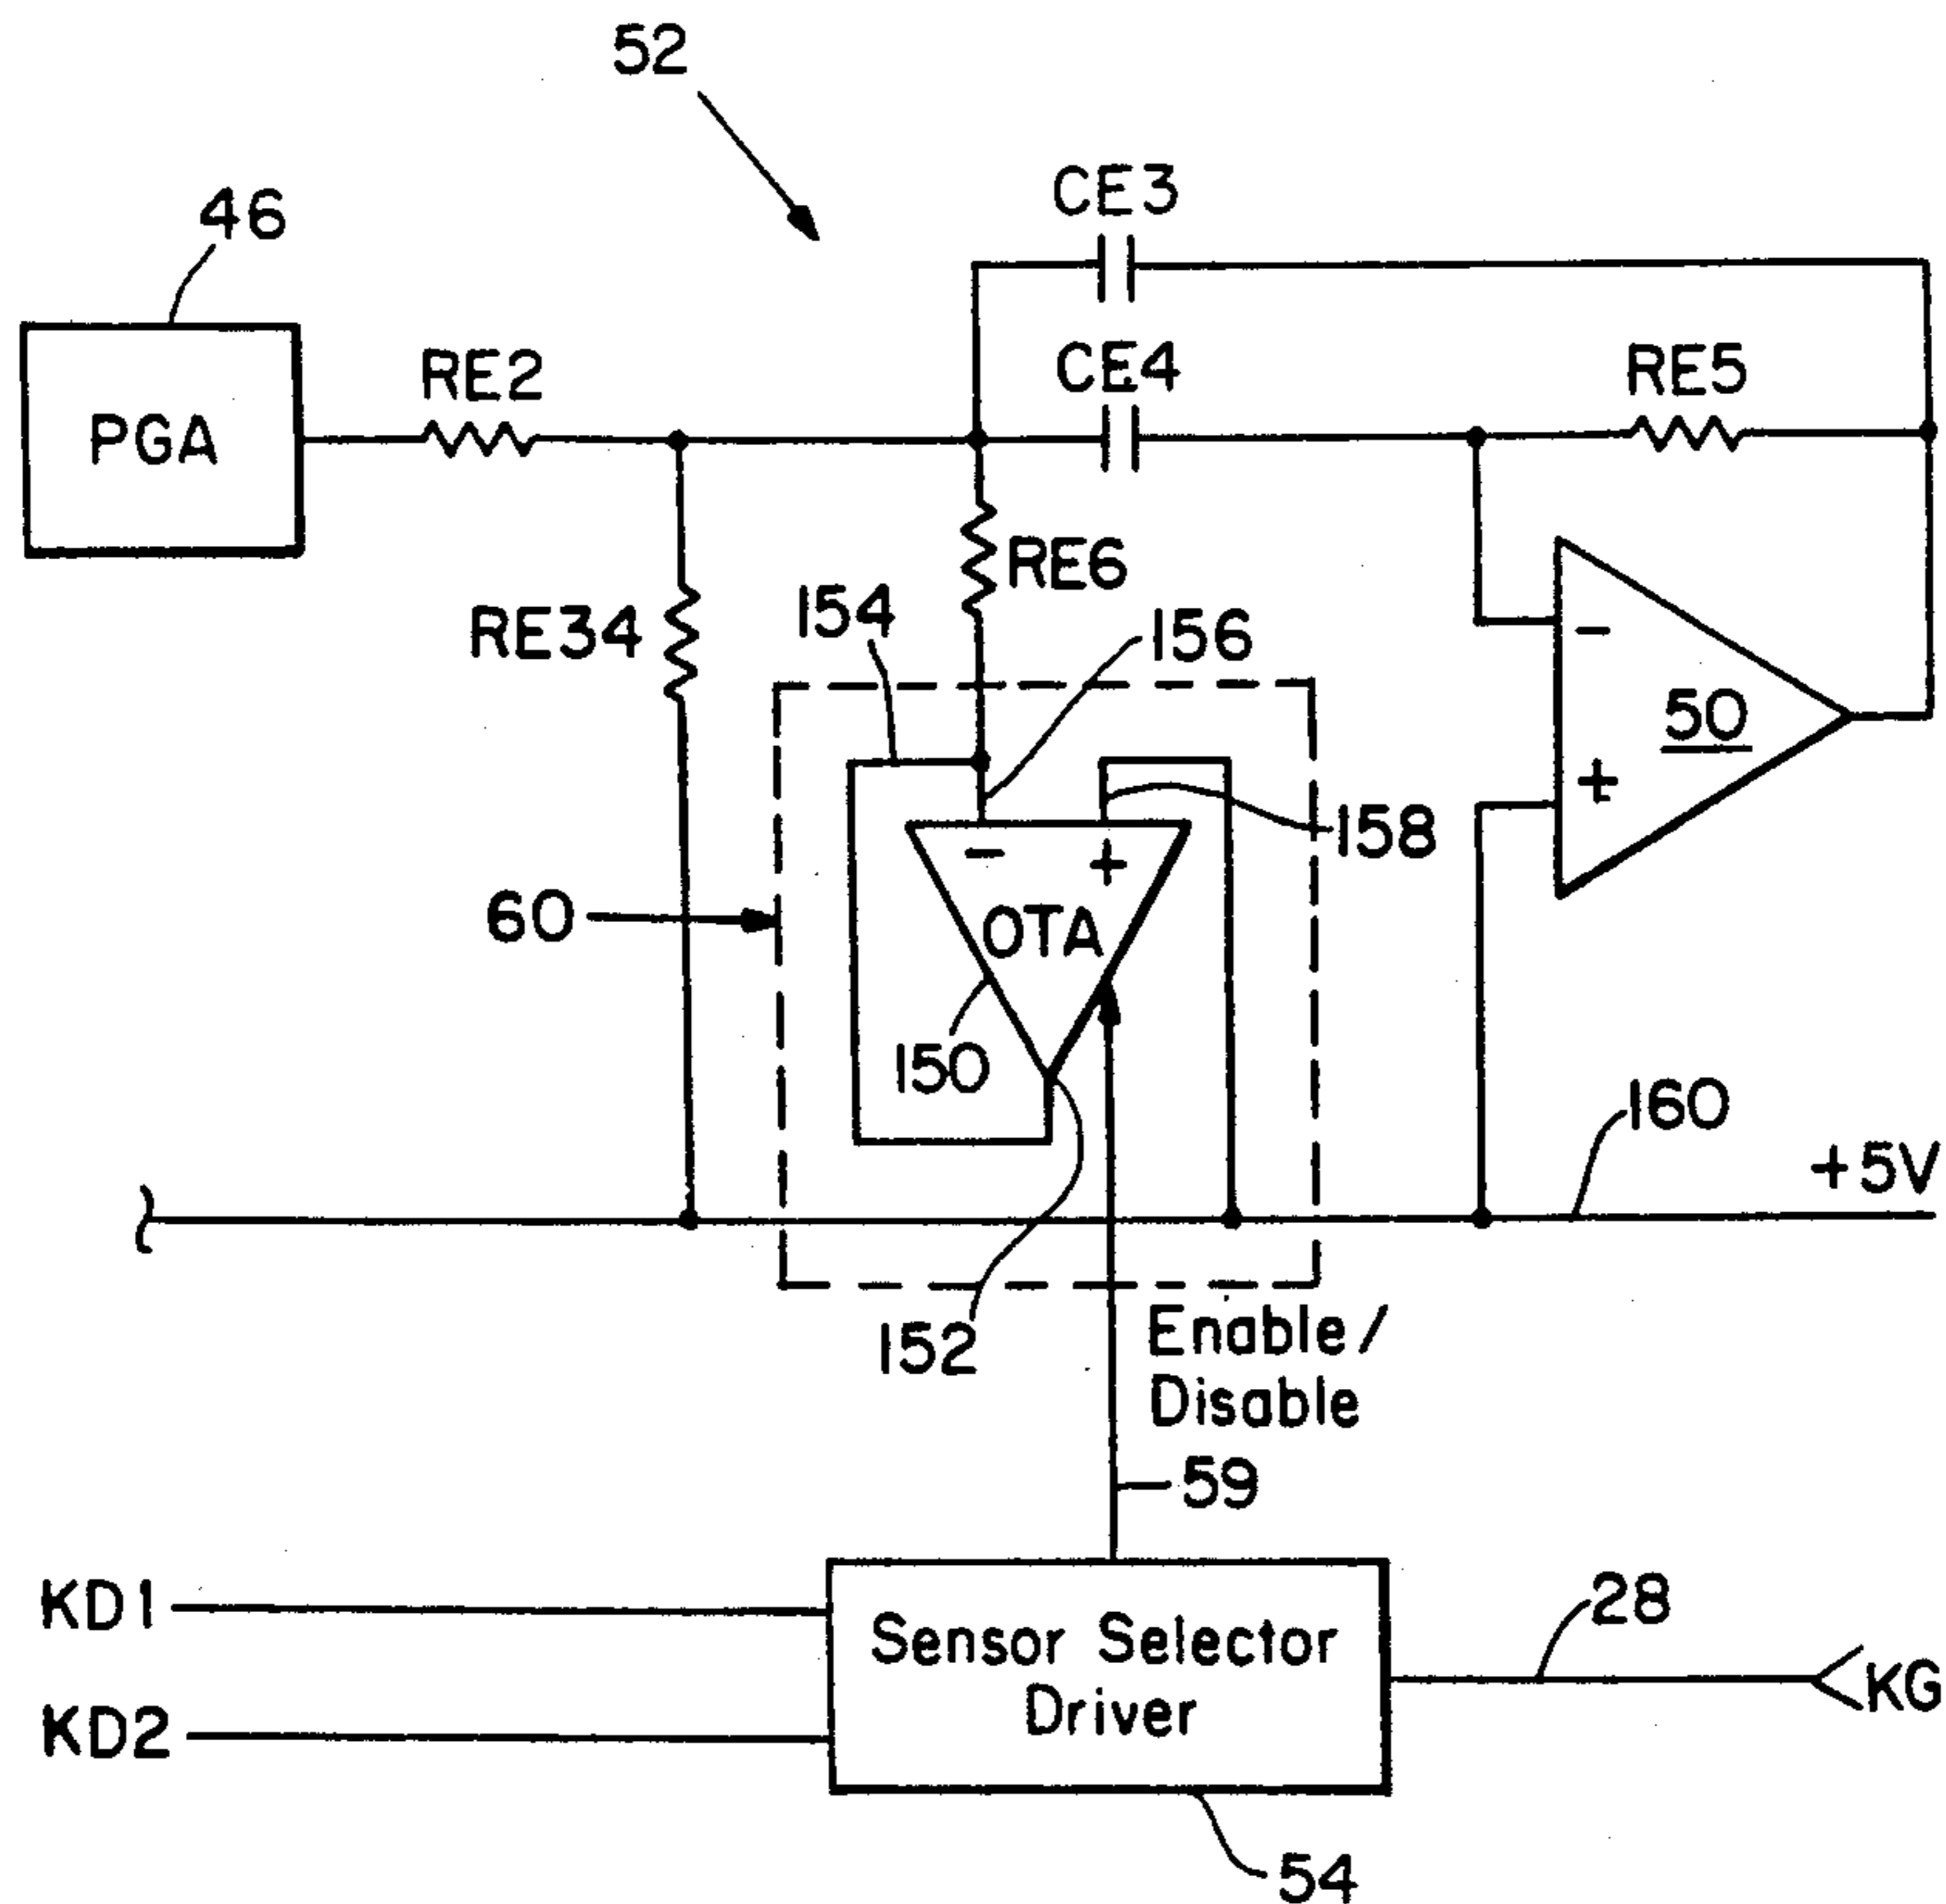 52
46
CE3
CE4
RE2
RE5
PGA
RE6
154
156
RE34
-
50
+
158
- +
60
OTA
150
160
+5V
152
Enable/
Disable
59
KD1
28
Sensor Selector
Driver
KG
KD2
54